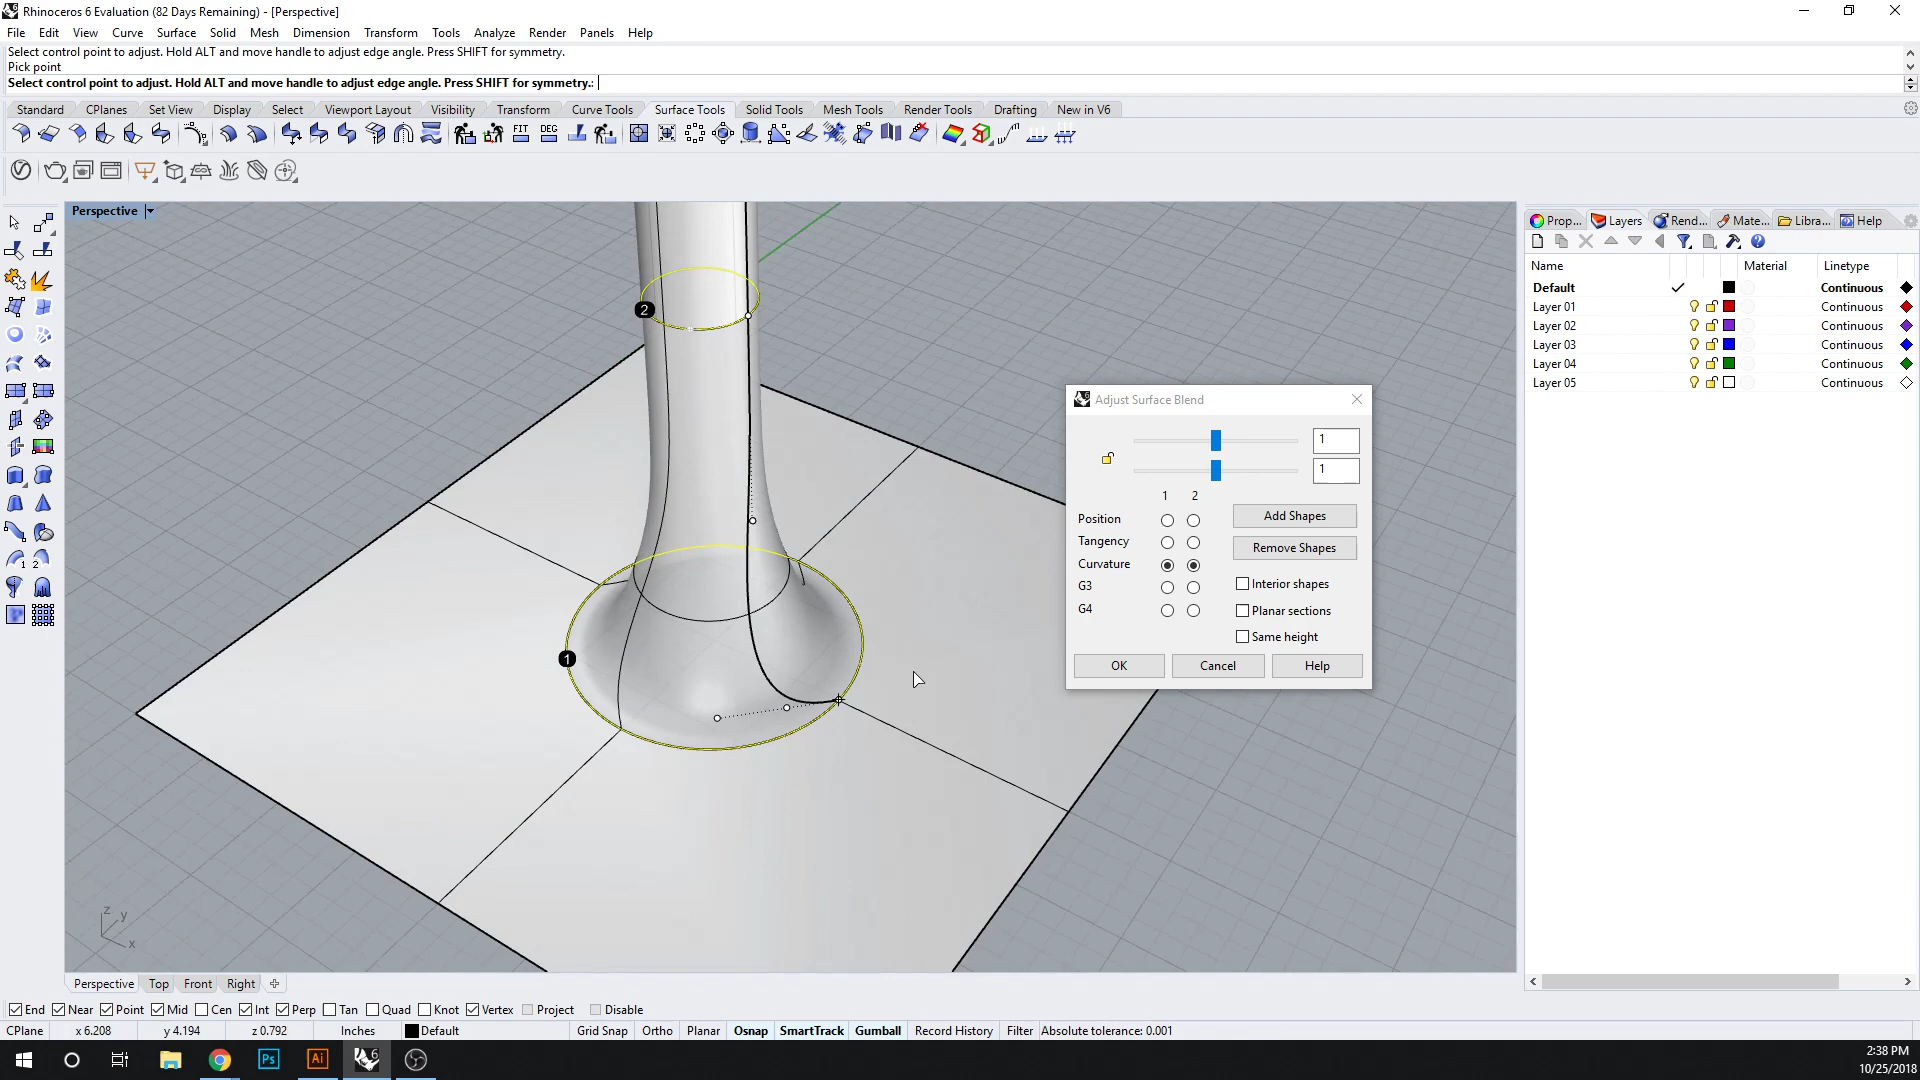 Rhinoceros 6 Evaluation (82 Days Remaining) - [Perspective]
File Edit View Curve Surface Solid Mesh Dimension Transform Tools Analyze Render Panels Help
Select control point to adjust. Hold ALT and move handle to adjust edge angle. Press SHIFT for symmetry.
Pick point
Select control point to adjust. Hold ALT and move handle to adjust edge angle. Press SHIFT for symmetry.:
Standard CPlanes Set View Display Select Viewport Layout Visibility Transform Curve Tools Surface Tools Solid Tools Mesh Tools Render Tools Drafting New in V6
FIT DEG
Perspective
Prop... Layers Rend... Mate... Libra... Help
Name Material Linetype
Default Continuous
Layer 01 Continuous
Layer 02 Continuous
Layer 03 Continuous
Layer 04 Continuous
Layer 05 Continuous
2
1
Adjust Surface Blend
1
1
1 2
Position
Tangency
Curvature
G3
G4
Add Shapes
Remove Shapes
Interior shapes
Planar sections
Same height
OK Cancel Help
z y
x
Perspective Top Front Right
End Near Point Mid Cen Int Perp Tan Quad Knot Vertex Project Disable
CPlane x 6.208 y 4.194 z 0.792 Inches Default Grid Snap Ortho Planar Osnap SmartTrack Gumball Record History Filter Absolute tolerance: 0.001
Ps Ai 6
2:38 PM
10/25/2018